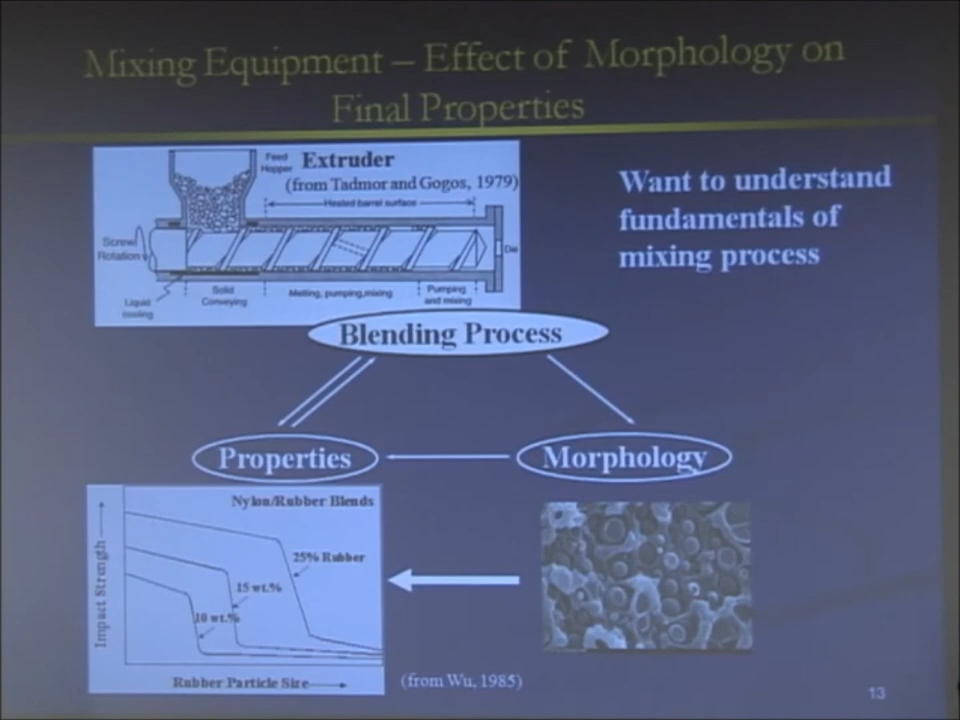 Mixing Equipment – Effect of Morphology on
Final Properties
Feed
Hopper
Extruder
(from Tadmor and Gogos, 1979)
Heated barrel surface
Screw
Rotation
Die
Liquid
cooling
Solid
Conveying
Melting, pumping,mixing
Pumping
and mixing
Want to understand
fundamentals of
mixing process
Blending Process
Properties
Morphology
Nylon/Rubber Blends
Impact Strength
25% Rubber
15 wt.%
10 wt.%
Rubber Particle Size
(from Wu, 1985)
13